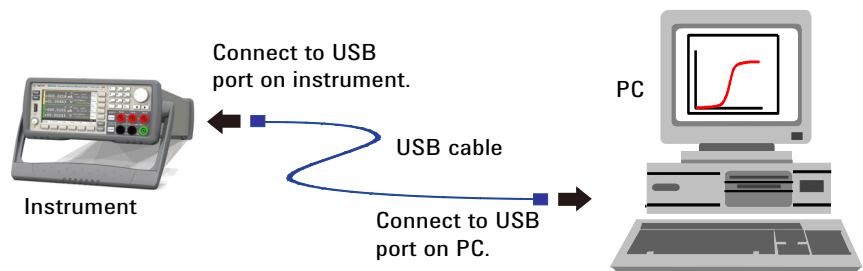 Connect to USB
port on instrument.
PC
USB cable
Instrument
Connect to USB
port on PC.